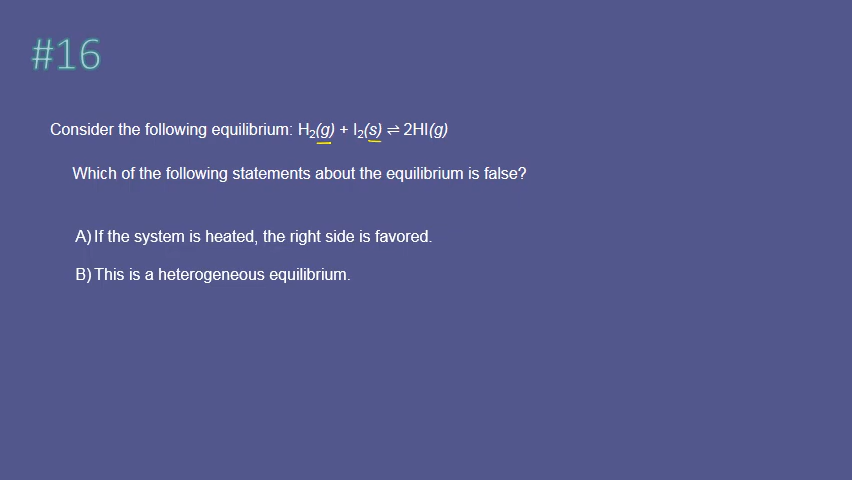 #16
Consider the following equilibrium: H₂(g) + I₂(s) ⇌ 2HI(g)
Which of the following statements about the equilibrium is false?
A) If the system is heated, the right side is favored.
B) This is a heterogeneous equilibrium.